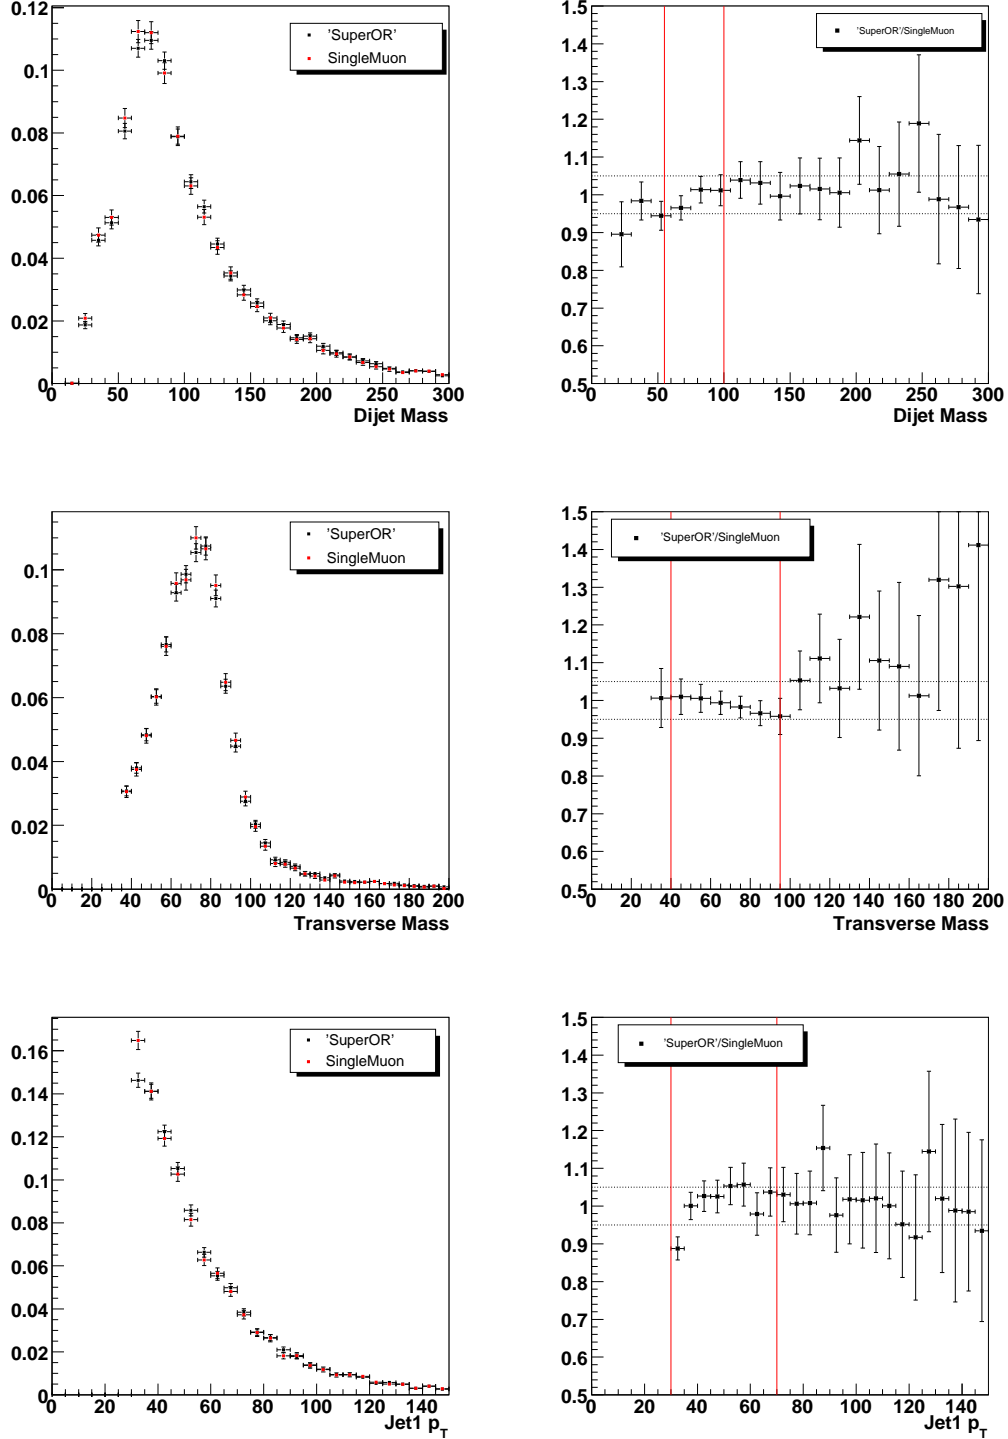 0.12
0.1
0.08
0.06
0.04
0.02
0
'SuperOR'
SingleMuon
0 50 100 150 200 250 300
Dijet Mass
1.5
1.4
1.3
1.2
1.1
1
0.9
0.8
0.7
0.6
0.5
'SuperOR'/SingleMuon
0 50 100 150 200 250 300
Dijet Mass
0.1
0.08
0.06
0.04
0.02
0
'SuperOR'
SingleMuon
0 20 40 60 80 100 120 140 160 180 200
Transverse Mass
1.5
1.4
1.3
1.2
1.1
1
0.9
0.8
0.7
0.6
0.5
'SuperOR'/SingleMuon
0 20 40 60 80 100 120 140 160 180 200
Transverse Mass
0.16
0.14
0.12
0.1
0.08
0.06
0.04
0.02
0
'SuperOR'
SingleMuon
0 20 40 60 80 100 120 140
Jet1 p_T
1.5
1.4
1.3
1.2
1.1
1
0.9
0.8
0.7
0.6
0.5
'SuperOR'/SingleMuon
0 20 40 60 80 100 120 140
Jet1 p_T